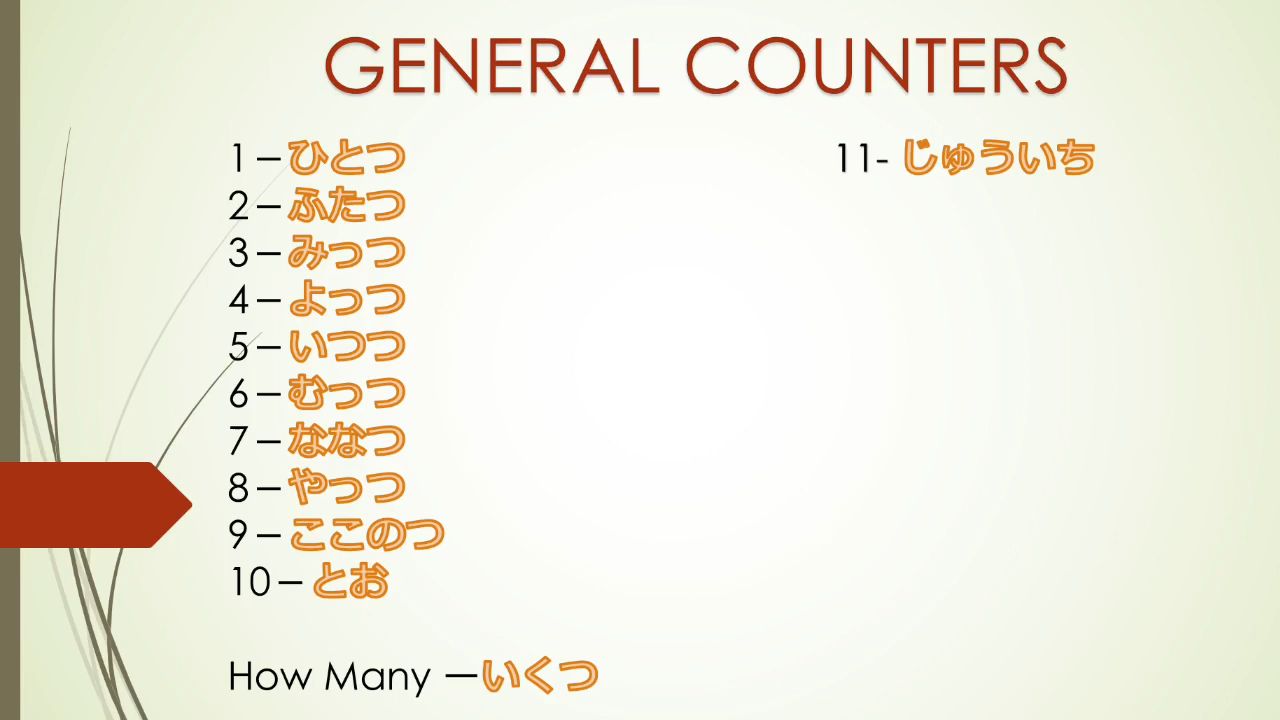 GENERAL COUNTERS
1 – ひとつ
2 – ふたつ
3 – みっつ
4 – よっつ
5 – いつつ
6 – むっつ
7 – ななつ
8 – やっつ
9 – ここのつ
10 – とお
How Many –いくつ
11- じゅういち